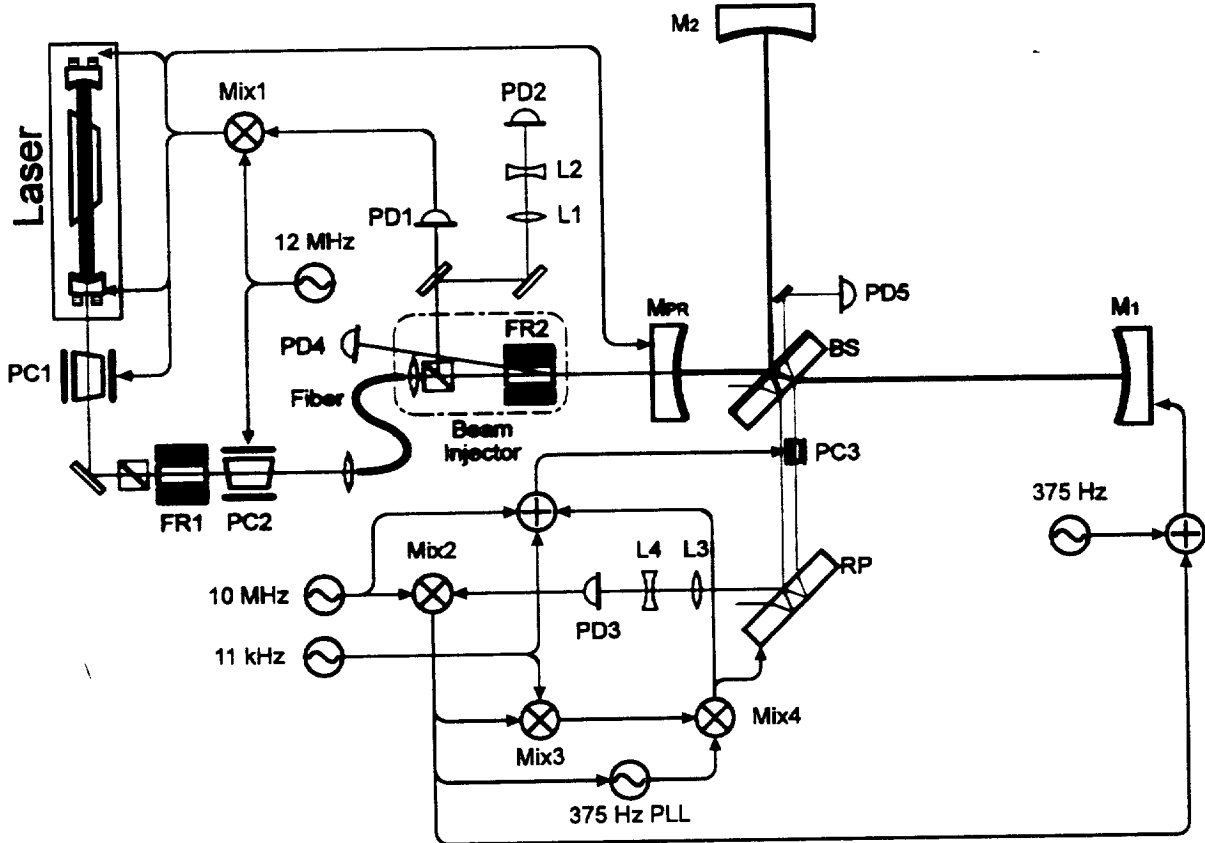 M2
Laser
Mix1
PD2
L2
L1
PD1
12 MHz
PD5
MPR
M1
FR2
BS
PD4
PC1
Fiber
Beam
Injector
PC3
375 Hz
FR1
PC2
Mix2
L4
L3
RP
10 MHz
PD3
11 kHz
Mix4
Mix3
375 Hz PLL